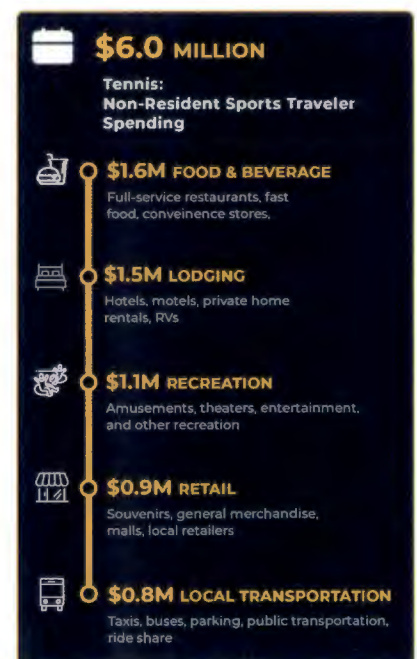 $6.0 MILLION
Tennis:
Non-Resident Sports Traveler
Spending
$1.6M FOOD & BEVERAGE
Full-service restaurants, fast
food, conveinence stores,
$1.5M LODGING
Hotels, motels, private home
rentals, RVs
$1.1M RECREATION
Amusements, theaters, entertainment,
and other recreation
$0.9M RETAIL
Souvenirs, general merchandise,
malls, local retailers
$0.8M LOCAL TRANSPORTATION
Taxis, buses, parking, public transportation,
ride share